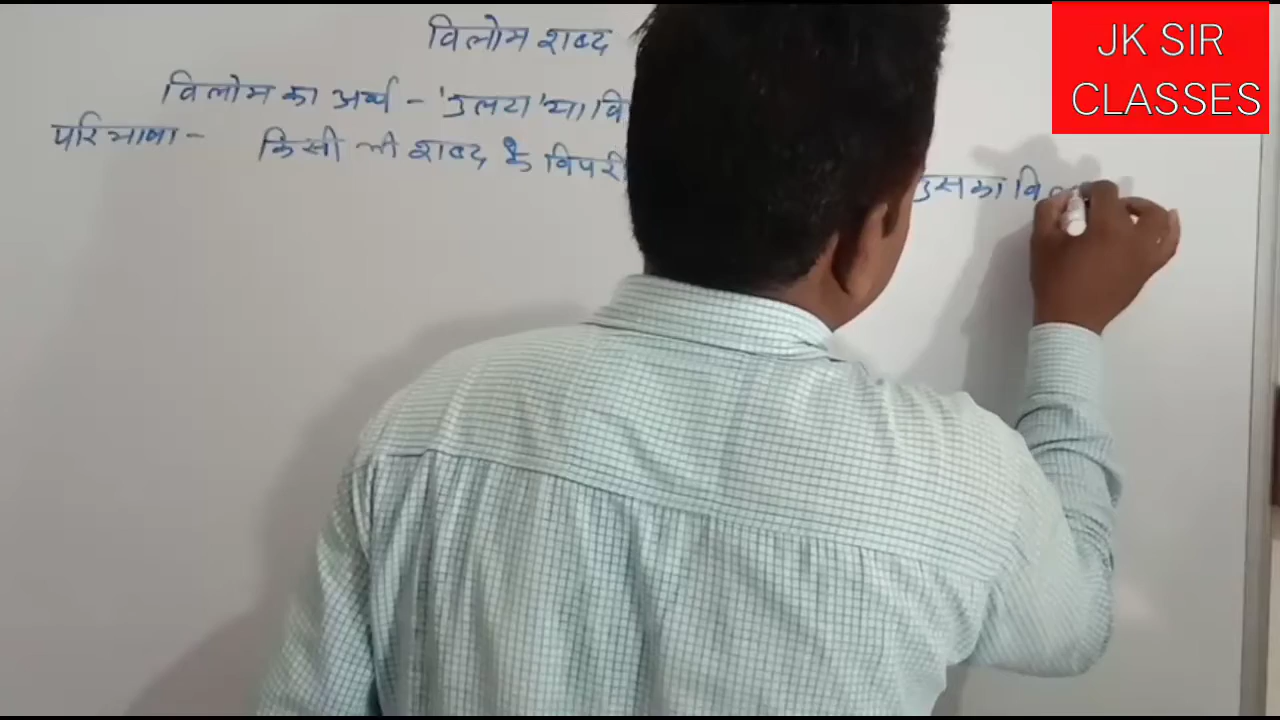 विलोम शब्द
विलोम का अर्थ - 'उलटा' या वि
परिभाषा - किसी भी शब्द के विपरी उसका वि
JK SIR
CLASSES